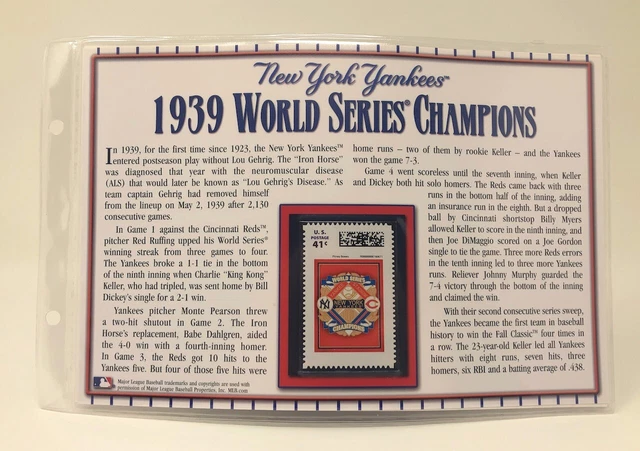 New York Yankees™
1939 WORLD SERIES® CHAMPIONS
In 1939, for the first time since 1923, the New York Yankees™
entered postseason play without Lou Gehrig. The “Iron Horse”
was diagnosed that year with the neuromuscular disease
(ALS) that would later be known as “Lou Gehrig’s Disease.” As
team captain Gehrig had removed himself
from the lineup on May 2, 1939 after 2,130
consecutive games.
In Game 1 against the Cincinnati Reds™,
pitcher Red Ruffing upped his World Series®
winning streak from three games to four.
The Yankees broke a 1-1 tie in the bottom
of the ninth inning when Charlie “King Kong”
Keller, who had tripled, was sent home by Bill
Dickey’s single for a 2-1 win.
Yankees pitcher Monte Pearson threw
a two-hit shutout in Game 2. The Iron
Horse’s replacement, Babe Dahlgren, aided
the 4-0 win with a fourth-inning homer.
In Game 3, the Reds got 10 hits to the
Yankees five. But four of those five hits were
Major League Baseball trademarks and copyrights are used with
permission of Major League Baseball Properties, Inc. MLB.com
U.S.
POSTAGE
41¢
WORLD SERIES
NEW YORK
YANKEES
CHAMPIONS
home runs – two of them by rookie Keller – and the Yankees
won the game 7-3.
Game 4 went scoreless until the seventh inning, when Keller
and Dickey both hit solo homers. The Reds came back with three
runs in the bottom half of the inning, adding
an insurance run in the eighth. But a dropped
ball by Cincinnati shortstop Billy Myers
allowed Keller to score in the ninth inning, and
then Joe DiMaggio scored on a Joe Gordon
single to tie the game. Three more Reds errors
in the tenth inning led to three more Yankees
runs. Reliever Johnny Murphy guarded the
7-4 victory through the bottom of the inning
and claimed the win.
With their second consecutive series sweep,
the Yankees became the first team in baseball
history to win the Fall Classic™ four times in
a row. The 23-year-old Keller led all Yankees
hitters with eight runs, seven hits, three
homers, six RBI and a batting average of .438.